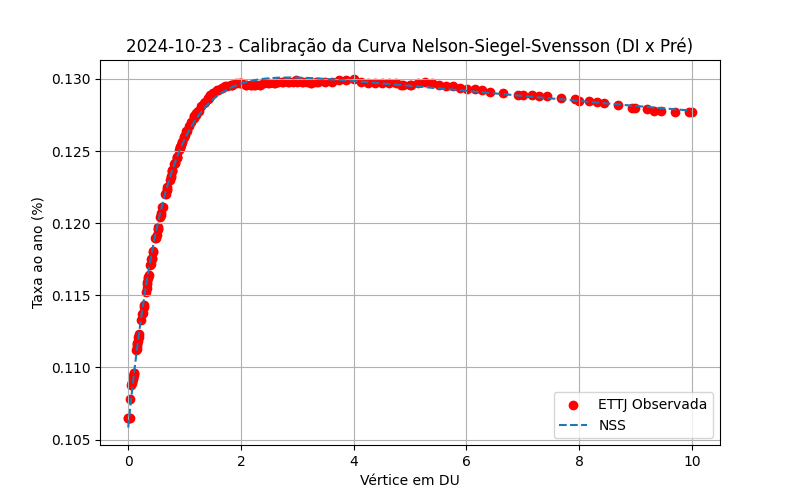 2024-10-23 - Calibração da Curva Nelson-Siegel-Svensson (DI x Pré)
Taxa ao ano (%)
0.130
0.125
0.120
0.115
0.110
0.105
ETTJ Observada
NSS
0 2 4 6 8 10
Vértice em DU